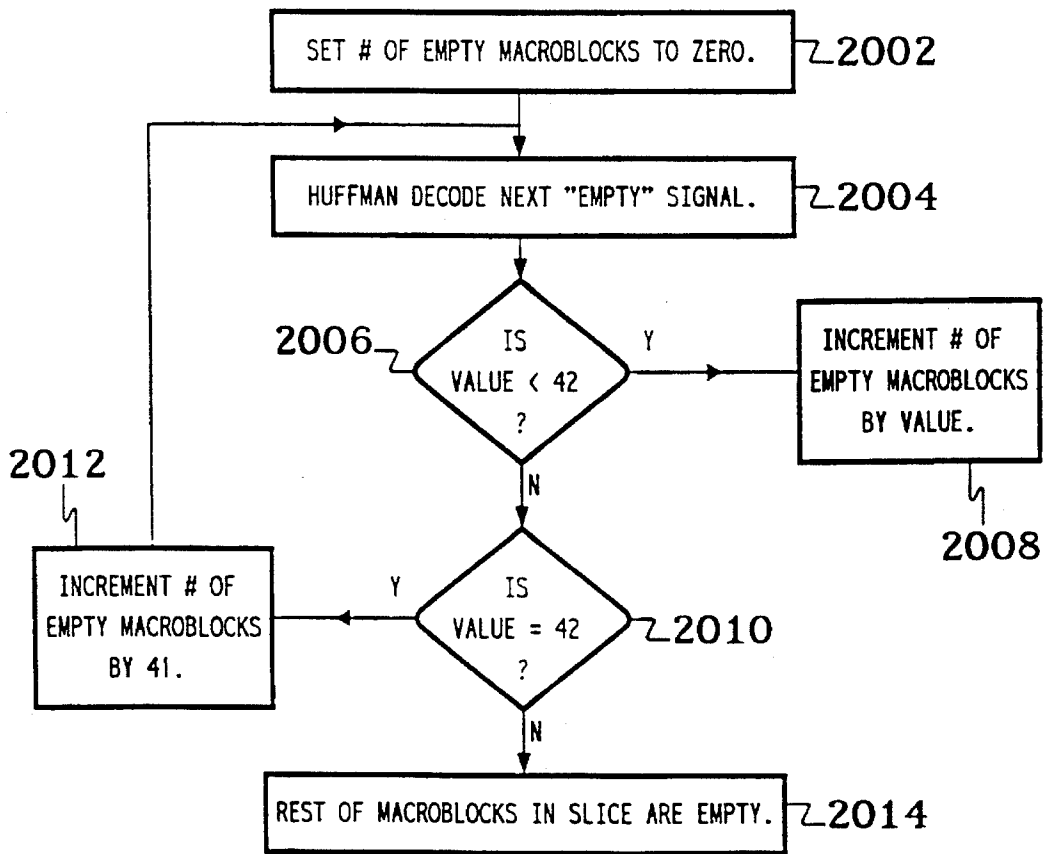 SET # OF EMPTY MACROBLOCKS TO ZERO.
2002
HUFFMAN DECODE NEXT "EMPTY" SIGNAL.
2004
2006
IS
VALUE < 42
?
Y
INCREMENT # OF
EMPTY MACROBLOCKS
BY VALUE.
2008
N
2012
INCREMENT # OF
EMPTY MACROBLOCKS
BY 41.
Y
IS
VALUE = 42
?
2010
N
REST OF MACROBLOCKS IN SLICE ARE EMPTY.
2014